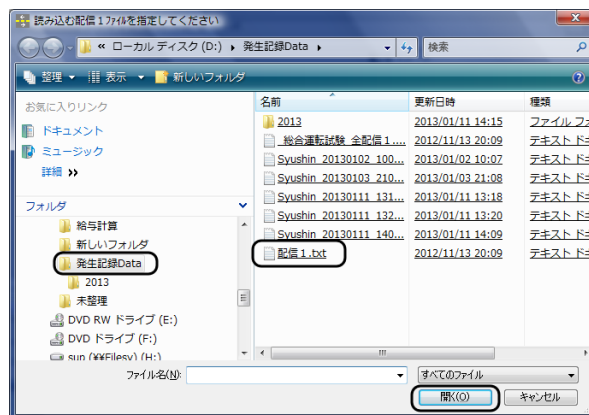 読み込む配信１ファイルを指定してください
« ローカル ディスク (D:) ▸ 発生記録Data ▸
検索
整理
表示
新しいフォルダ
お気に入りリンク
ドキュメント
ミュージック
詳細 »
フォルダ
給与計算
新しいフォルダ
発生記録Data
2013
未整理
DVD RW ドライブ (E:)
DVD ドライブ (F:)
sup (¥¥Filesv) (H:)
名前 更新日時 種類
2013 2013/01/11 14:15 ファイル フォ
_総合運転試験_全配信１.... 2012/11/13 20:09 テキスト ドキ
Syushin_20130102_100... 2013/01/02 10:07 テキスト ドキ
Syushin_20130103_210... 2013/01/03 21:08 テキスト ドキ
Syushin_20130111_131... 2013/01/11 13:18 テキスト ドキ
Syushin_20130111_132... 2013/01/11 13:20 テキスト ドキ
Syushin_20130111_140... 2013/01/11 14:09 テキスト ドキ
配信１.txt 2012/11/13 20:09 テキスト ドキ
ファイル名(N):
すべてのファイル
開く(O)
キャンセル